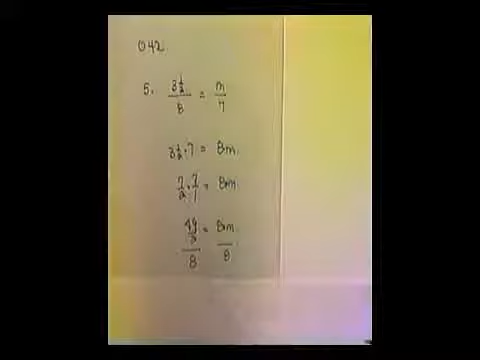 042
5. 3½/8 = m/7
3½·7 = 8m
7/2·7/1 = 8m
49/2/8 = 8m/8